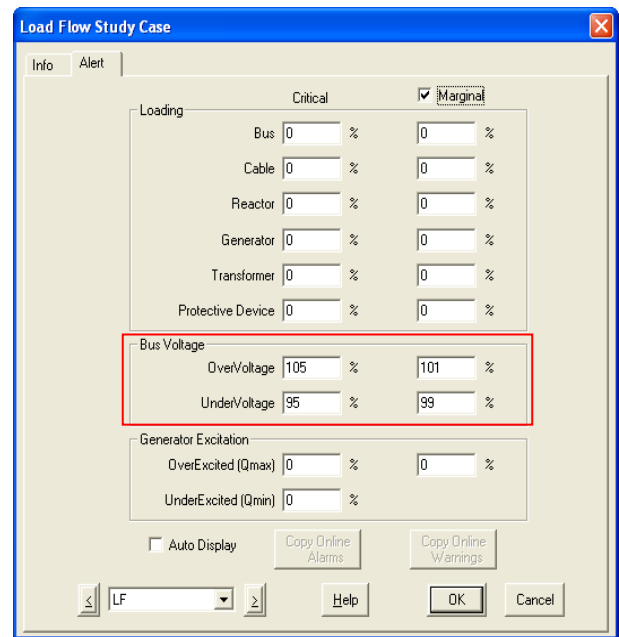 Load Flow Study Case
Info Alert
Critical Marginal
Loading
Bus 0 % 0 %
Cable 0 % 0 %
Reactor 0 % 0 %
Generator 0 % 0 %
Transformer 0 % 0 %
Protective Device 0 % 0 %
Bus Voltage
OverVoltage 105 % 101 %
UnderVoltage 95 % 99 %
Generator Excitation
OverExcited (Qmax) 0 % 0 %
UnderExcited (Qmin) 0 %
Auto Display Copy Online Alarms Copy Online Warnings
< LF > Help OK Cancel